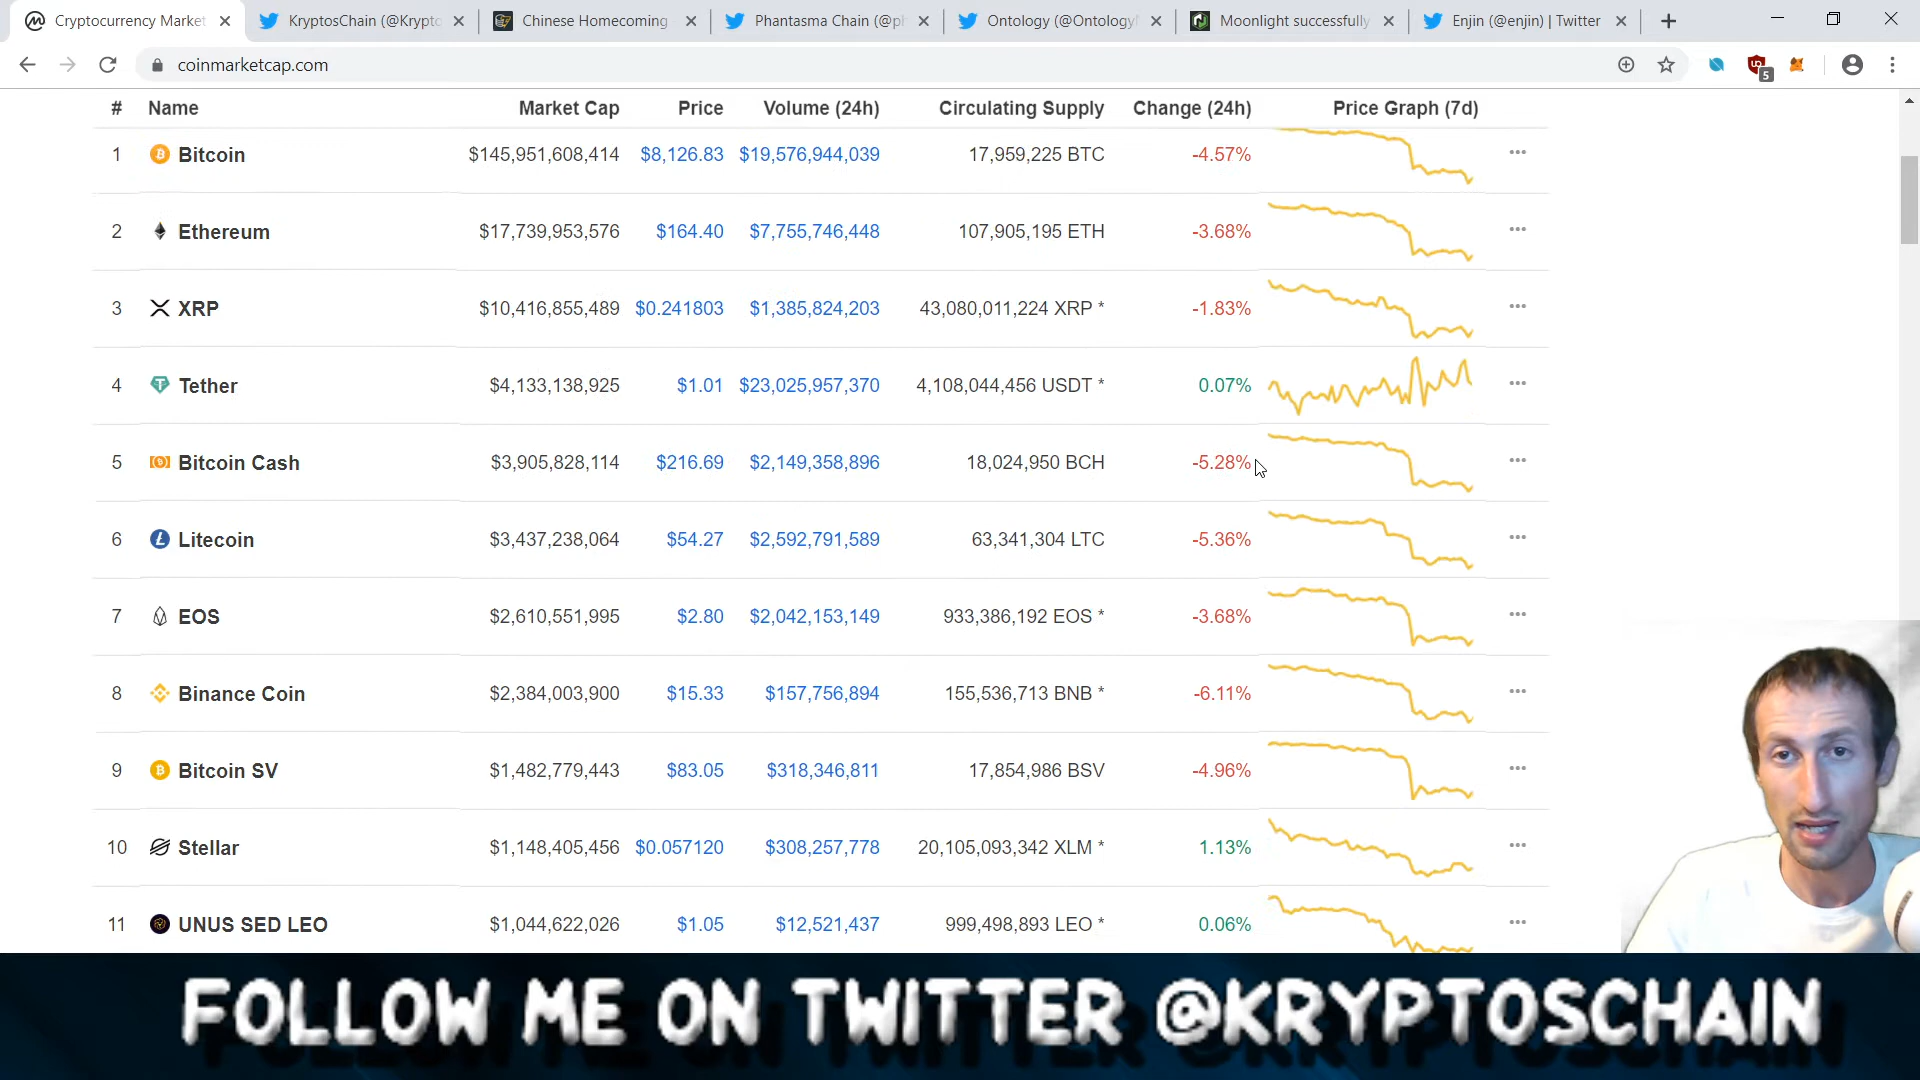 Cryptocurrency Market
KryptosChain (@Krypto
Chinese Homecoming
Phantasma Chain (@ph
Ontology (@Ontology
Moonlight successfully
Enjin (@enjin) | Twitter
coinmarketcap.com
5
# Name Market Cap Price Volume (24h) Circulating Supply Change (24h) Price Graph (7d)
1 Bitcoin $145,951,608,414 $8,126.83 $19,576,944,039 17,959,225 BTC -4.57%
2 Ethereum $17,739,953,576 $164.40 $7,755,746,448 107,905,195 ETH -3.68%
3 XRP $10,416,855,489 $0.241803 $1,385,824,203 43,080,011,224 XRP * -1.83%
4 Tether $4,133,138,925 $1.01 $23,025,957,370 4,108,044,456 USDT * 0.07%
5 Bitcoin Cash $3,905,828,114 $216.69 $2,149,358,896 18,024,950 BCH -5.28%
6 Litecoin $3,437,238,064 $54.27 $2,592,791,589 63,341,304 LTC -5.36%
7 EOS $2,610,551,995 $2.80 $2,042,153,149 933,386,192 EOS * -3.68%
8 Binance Coin $2,384,003,900 $15.33 $157,756,894 155,536,713 BNB * -6.11%
9 Bitcoin SV $1,482,779,443 $83.05 $318,346,811 17,854,986 BSV -4.96%
10 Stellar $1,148,405,456 $0.057120 $308,257,778 20,105,093,342 XLM * 1.13%
11 UNUS SED LEO $1,044,622,026 $1.05 $12,521,437 999,498,893 LEO * 0.06%
FOLLOW ME ON TWITTER @KRYPTOSCHAIN